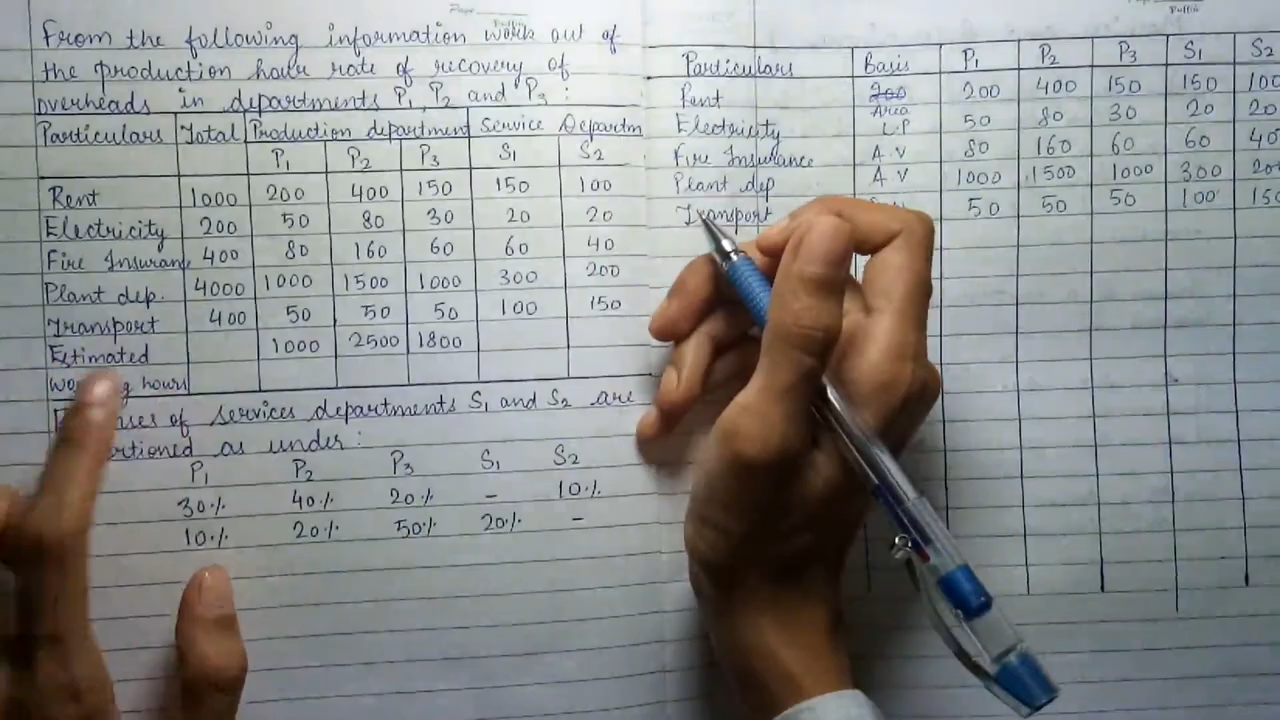 From the following information work out of
the production hour rate of recovery of
overheads in departments P1, P2 and P3 :
Particulars Total Production department Service Departm
P1 P2 P3 S1 S2
Rent 1000 200 400 150 150 100
Electricity 200 50 80 30 20 20
Fire Insuran 400 80 160 60 60 40
Plant dep. 4000 1000 1500 1000 300 200
Transport 400 50 50 50 100 150
Estimated 1000 2500 1800
hours
of services departments S1 and S2 are
as under :
P1 P2 P3 S1 S2
30% 40% 20% - 10%
10% 20% 50% 20% -
Particulars Basis P1 P2 P3 S1 S2
Rent Area 200 400 150 150 100
Electricity L.P 50 80 30 20 20
Fire Insurance A.V 80 160 60 60 40
Plant dep A.V 1000 1500 1000 300 200
Transport 50 50 50 100 150